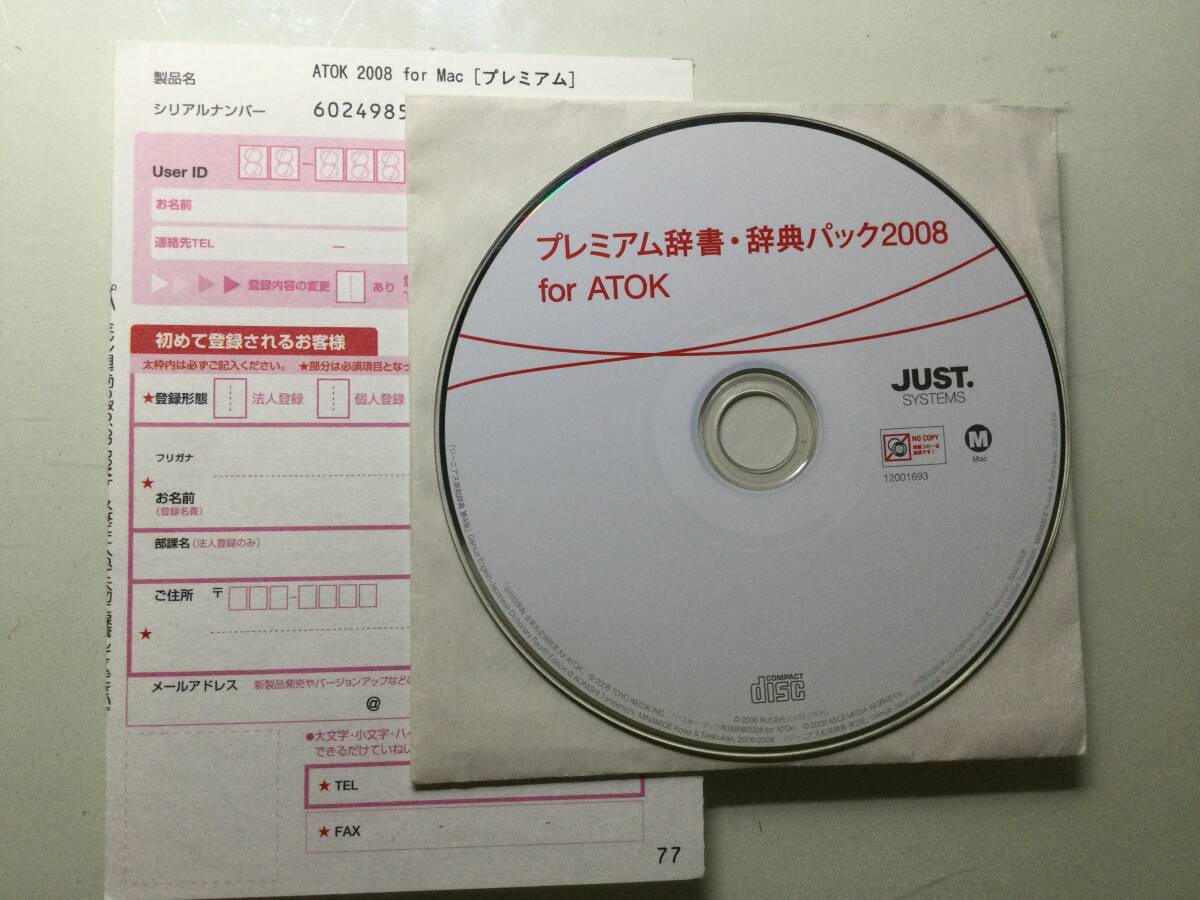 製品名 ATOK 2008 for Mac [プレミアム]
シリアルナンバー 6024985
User ID
お名前
連絡先TEL
登録内容の変更 あり
初めて登録されるお客様
太枠内は必ずご記入ください。 ★部分は必須項目となっ
★登録形態 法人登録 個人登録
フリガナ
★
お名前
(登録名義)
部課名(法人登録のみ)
ご住所 〒
★
メールアドレス 新製品発売やバージョンアップなどの
@
●大文字・小文字・ハイ
できるだけていねい
★ TEL
★ FAX
77
プレミアム辞書・辞典パック2008
for ATOK
JUST.
SYSTEMS
NO COPY
M
Mac
12001693
COMPACT
disc